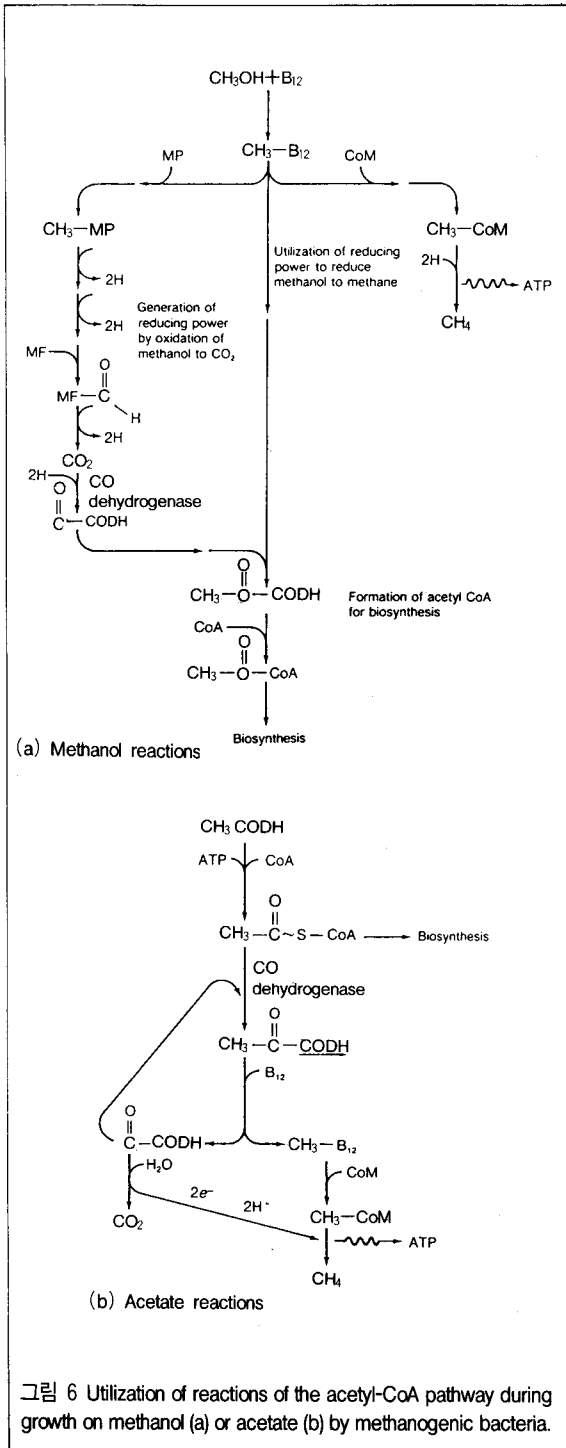 CH₃OH+B₁₂
MP
CH₃—B₁₂
CoM
CH₃—MP
CH₃—CoM
2H
Utilization of reducing
power to reduce
methanol to methane
2H
ATP
CH₄
2H
Generation of
reducing power
by oxidation of
methanol to CO₂
MF
O
MF—C
H
2H
CO₂
2H
CO
dehydrogenase
O
C—CODH
O
CH₃—O—CODH
Formation of acetyl CoA
for biosynthesis
CoA
O
CH₃—O—CoA
Biosynthesis
(a) Methanol reactions
CH₃CODH
ATP
CoA
O
CH₃—C~S—CoA
Biosynthesis
CO
dehydrogenase
O
CH₃—C—CODH
B₁₂
O
C—CODH
CH₃—B₁₂
H₂O
CoM
2e⁻
2H⁺
CO₂
CH₃—CoM
ATP
CH₄
(b) Acetate reactions
그림 6 Utilization of reactions of the acetyl-CoA pathway during
growth on methanol (a) or acetate (b) by methanogenic bacteria.